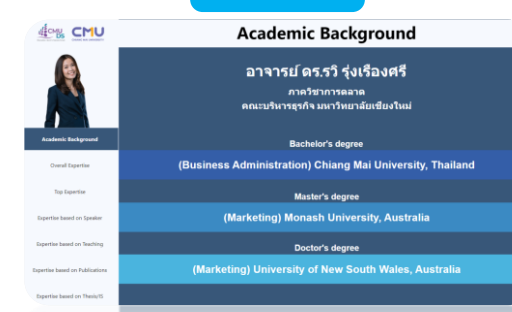 CMU
CMU
Academic Background
อาจารย์ ดร.รวิ รุ่งเรืองศรี
ภาควิชาการตลาด
คณะบริหารธุรกิจ มหาวิทยาลัยเชียงใหม่
Academic Background
Overall Expertise
Top Expertise
Expertise based on Speaker
Expertise based on Teaching
Expertise based on Publications
Expertise based on Thesis/IS
Bachelor's degree
(Business Administration) Chiang Mai University, Thailand
Master's degree
(Marketing) Monash University, Australia
Doctor's degree
(Marketing) University of New South Wales, Australia